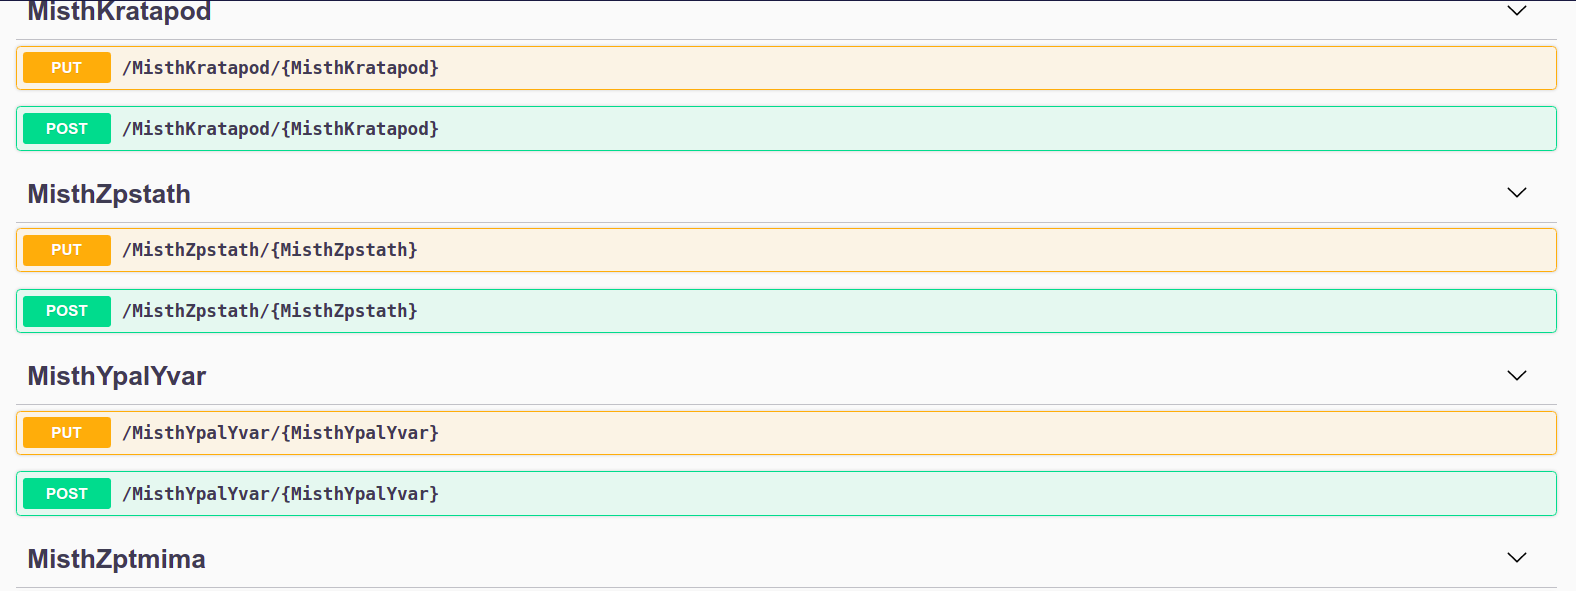 MisthKratapod
PUT /MisthKratapod/{MisthKratapod}
POST /MisthKratapod/{MisthKratapod}
MisthZpstath
PUT /MisthZpstath/{MisthZpstath}
POST /MisthZpstath/{MisthZpstath}
MisthYpalYvar
PUT /MisthYpalYvar/{MisthYpalYvar}
POST /MisthYpalYvar/{MisthYpalYvar}
MisthZptmima